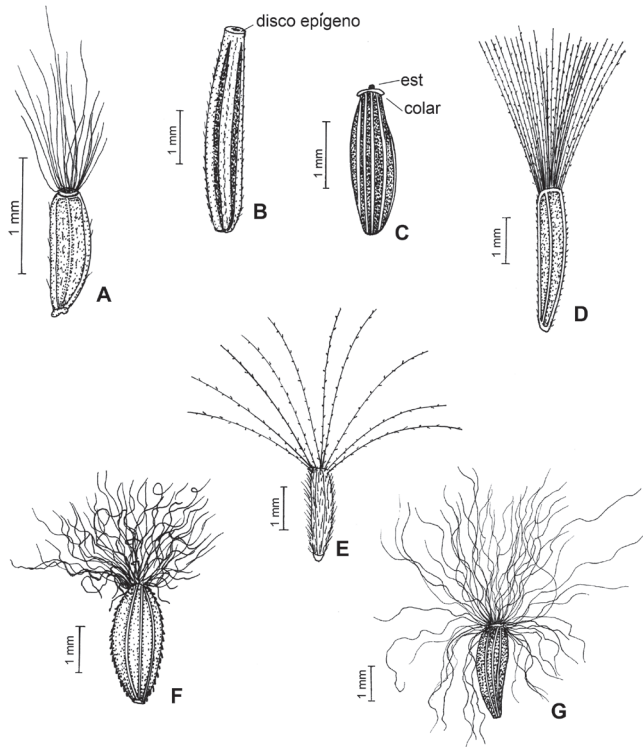 disco epígeno
est
colar
1 mm
1 mm
1 mm
1 mm
A
B
C
D
1 mm
E
1 mm
F
1 mm
G